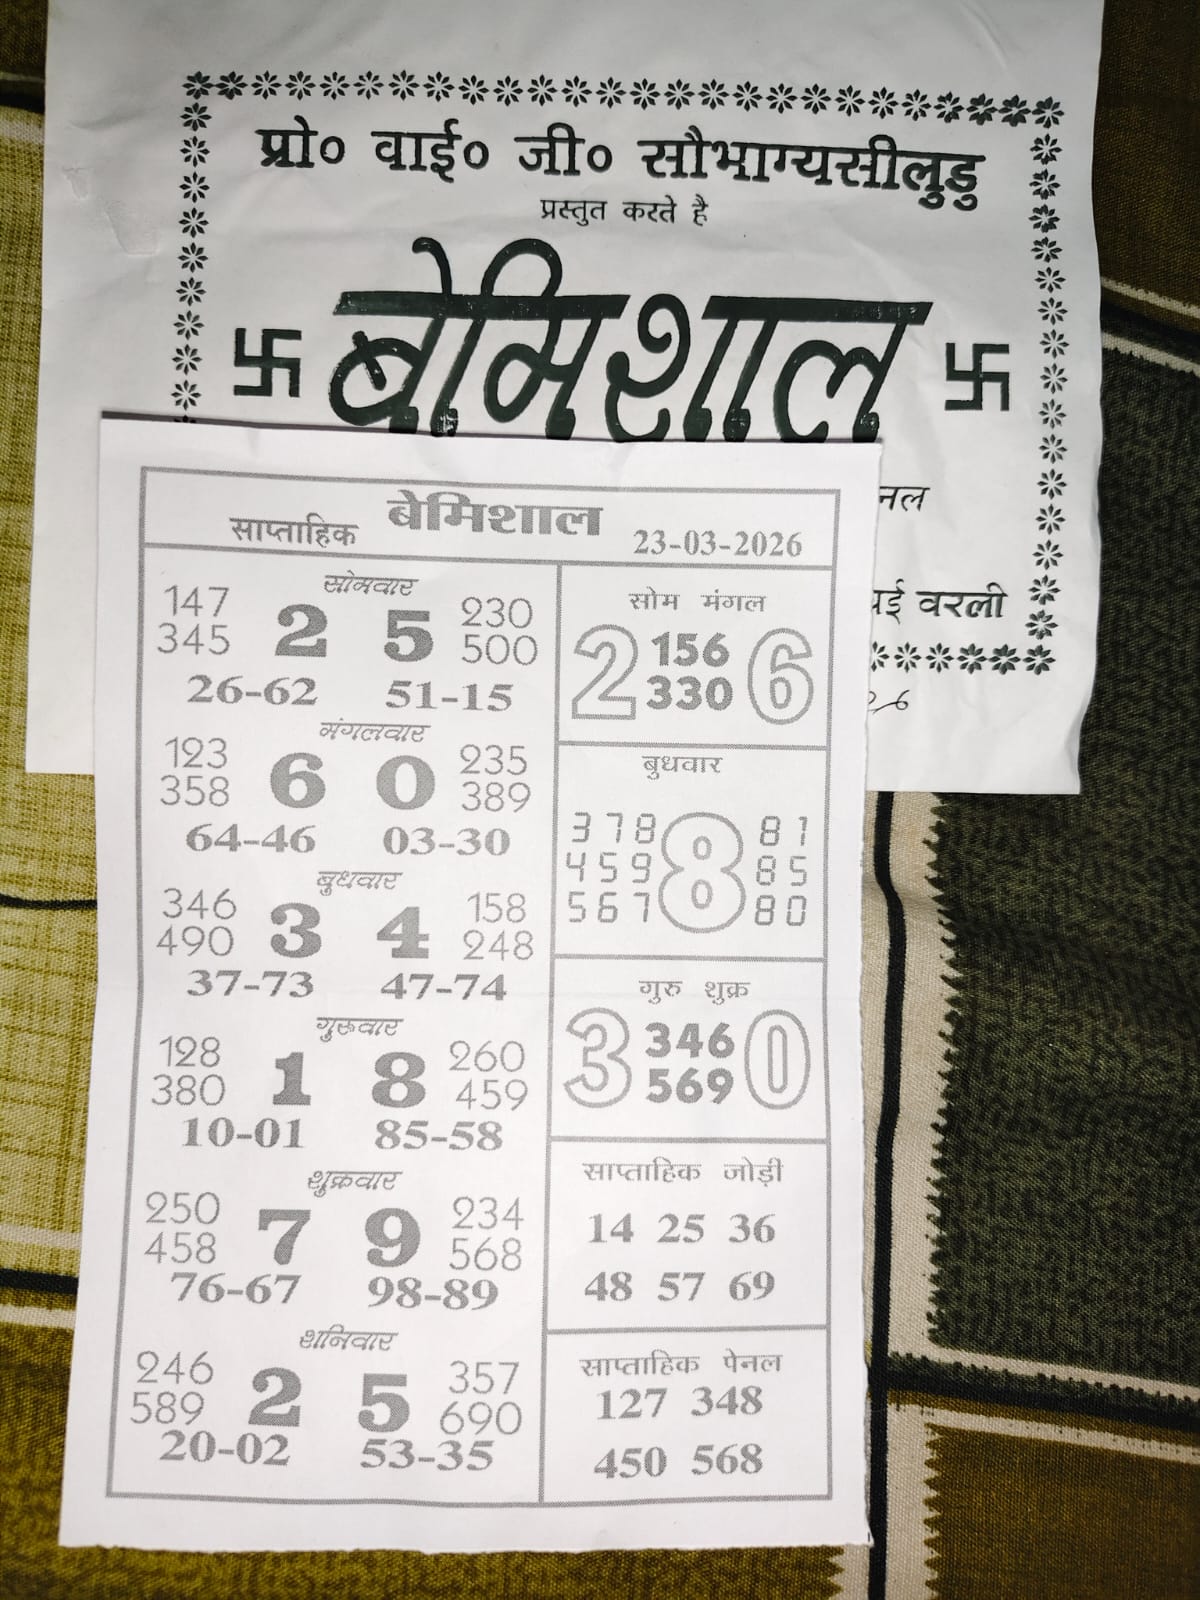 प्रो० वाई० जी० सौभाग्यसीलुडु
प्रस्तुत करते है
बेमिशाल
नल
वरली
साप्ताहिक बेमिशाल 23-03-2026
सोमवार
147 2 5 230
345 500
26-62 51-15
मंगलवार
123 6 0 235
358 389
64-46 03-30
बुधवार
346 3 4 158
490 248
37-73 47-74
गुरुवार
128 1 8 260
380 459
10-01 85-58
शुक्रवार
250 7 9 234
458 568
76-67 98-89
शनिवार
246 2 5 357
589 690
20-02 53-35
सोम मंगल
2 156 6
330
बुधवार
378 81
459 8 85
567 80
गुरु शुक्र
3 346 0
569
साप्ताहिक जोड़ी
14 25 36
48 57 69
साप्ताहिक पेनल
127 348
450 568